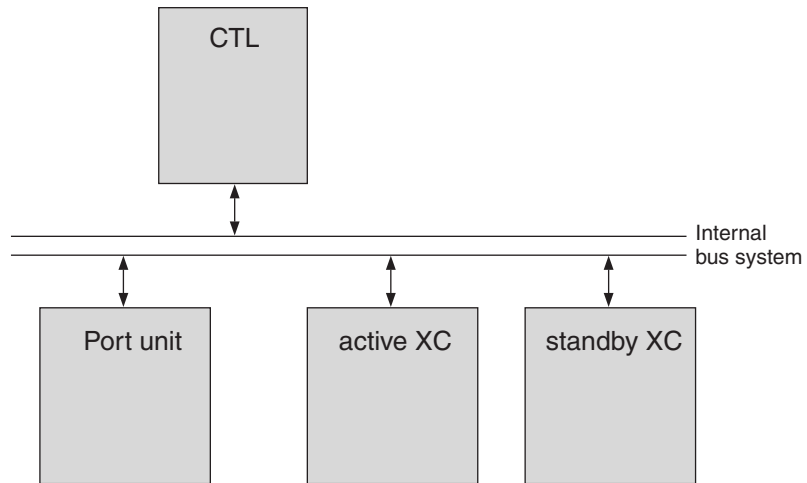 CTL
Internal
bus system
Port unit
active XC
standby XC